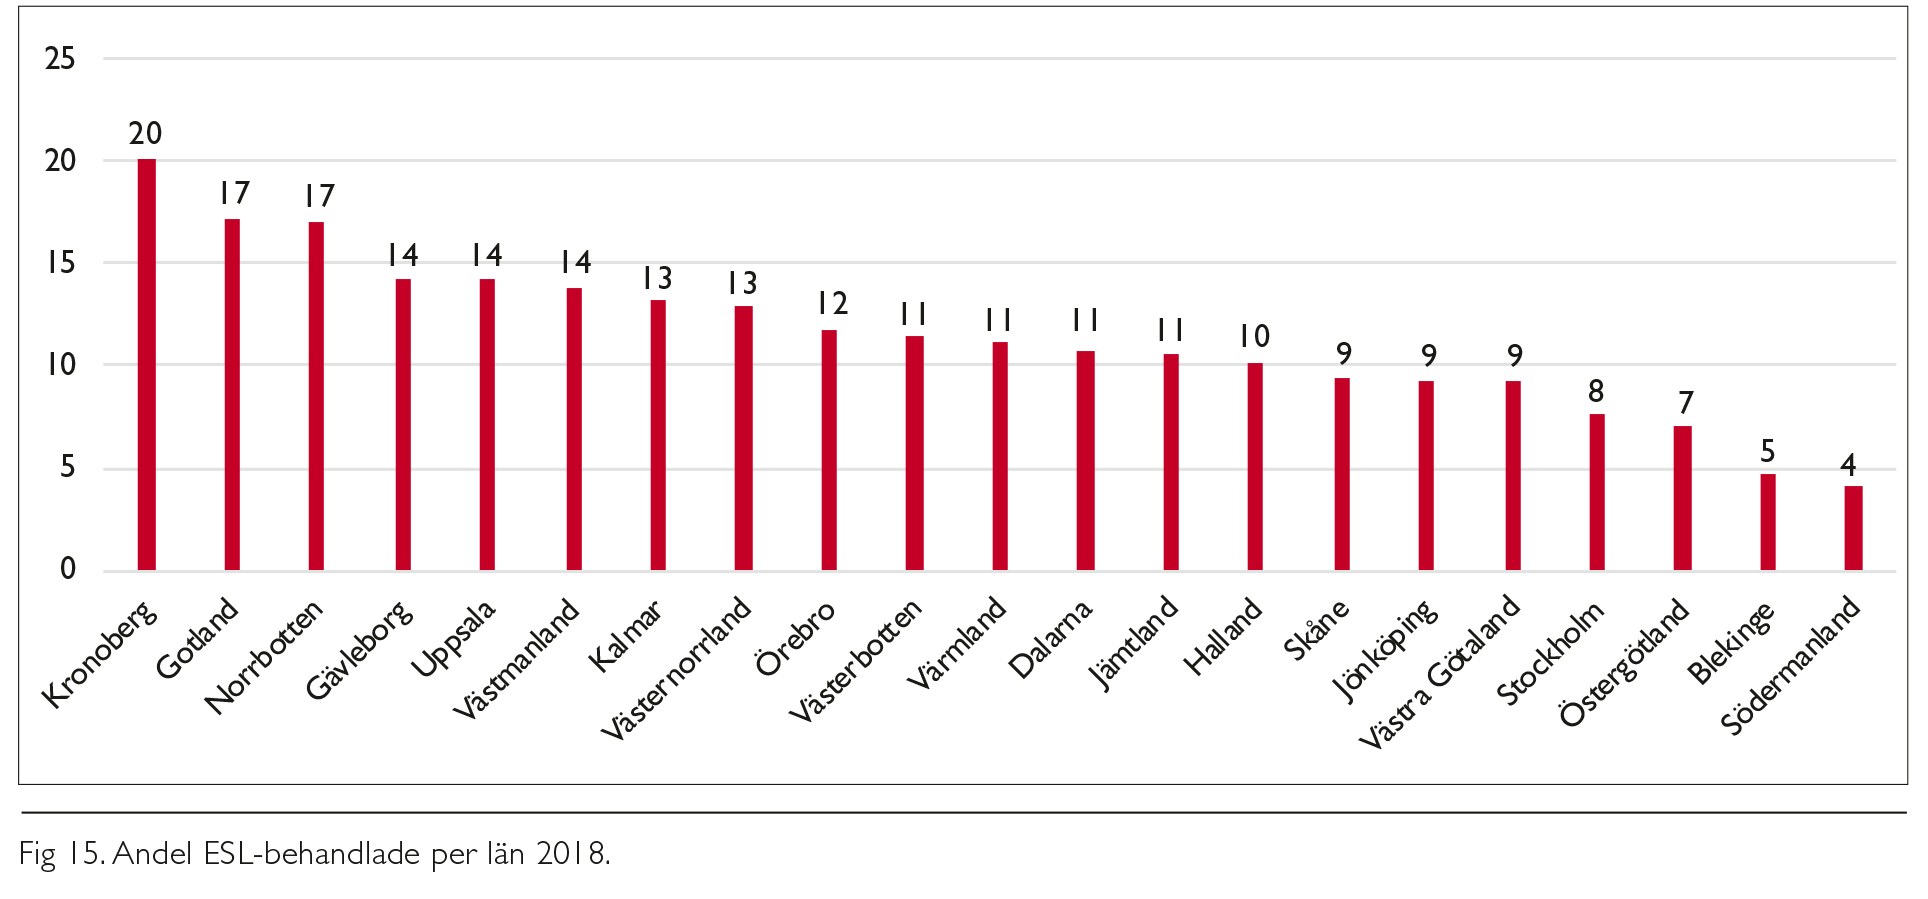 25
20
15
10
5
0
20
17
17
14
14
14
13
13
12
11
11
11
11
10
9
9
9
8
7
5
4
Kronoberg
Gotland
Norrbotten
Gävleborg
Uppsala
Västmanland
Kalmar
Västernorrland
Örebro
Västerbotten
Värmland
Dalarna
Jämtland
Halland
Skåne
Jönköping
Västra Götaland
Stockholm
Östergötland
Blekinge
Södermanland
Fig 15. Andel ESL-behandlade per län 2018.